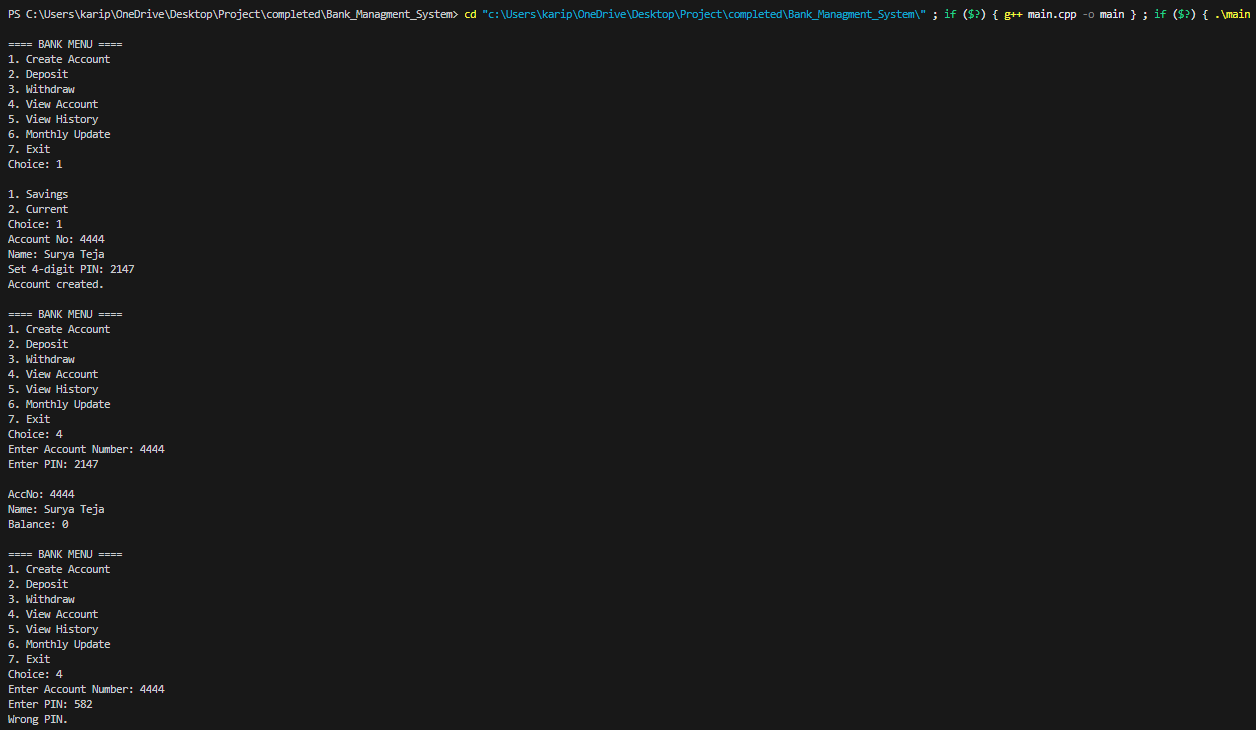 PS C:\Users\karip\OneDrive\Desktop\Project\completed\Bank_Managment_System> cd "c:\Users\karip\OneDrive\Desktop\Project\completed\Bank_Managment_System\" ; if ($?) { g++ main.cpp -o main } ; if ($?) { .\main
==== BANK MENU ====
1. Create Account
2. Deposit
3. Withdraw
4. View Account
5. View History
6. Monthly Update
7. Exit
Choice: 1
1. Savings
2. Current
Choice: 1
Account No: 4444
Name: Surya Teja
Set 4-digit PIN: 2147
Account created.
==== BANK MENU ====
1. Create Account
2. Deposit
3. Withdraw
4. View Account
5. View History
6. Monthly Update
7. Exit
Choice: 4
Enter Account Number: 4444
Enter PIN: 2147
AccNo: 4444
Name: Surya Teja
Balance: 0
==== BANK MENU ====
1. Create Account
2. Deposit
3. Withdraw
4. View Account
5. View History
6. Monthly Update
7. Exit
Choice: 4
Enter Account Number: 4444
Enter PIN: 582
Wrong PIN.